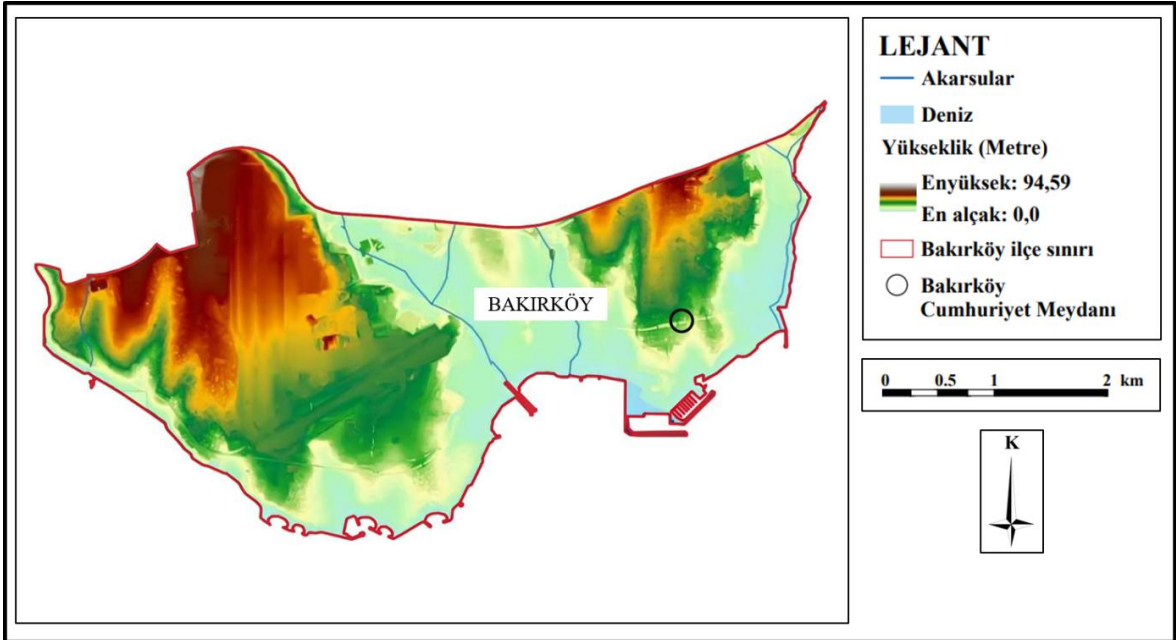 BAKIRKÖY
LEJANT
Akarsular
Deniz
Yükseklik (Metre)
Enyüksek: 94,59
En alçak: 0,0
Bakırköy ilçe sınırı
Bakırköy
Cumhuriyet Meydanı
0 0.5 1 2 km
K